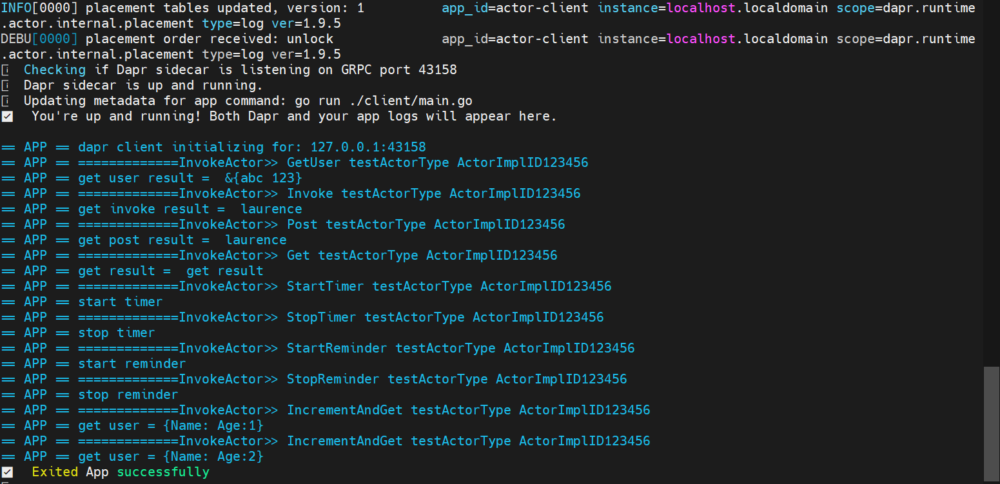 INFO[0000] placement tables updated, version: 1          app_id=actor-client instance=localhost.localdomain scope=dapr.runtime
.actor.internal.placement type=log ver=1.9.5
DEBU[0000] placement order received: unlock              app_id=actor-client instance=localhost.localdomain scope=dapr.runtime
.actor.internal.placement type=log ver=1.9.5
Checking if Dapr sidecar is listening on GRPC port 43158
Dapr sidecar is up and running.
Updating metadata for app command: go run ./client/main.go
You're up and running! Both Dapr and your app logs will appear here.
== APP == dapr client initializing for: 127.0.0.1:43158
== APP == =============InvokeActor>> GetUser testActorType ActorImplID123456
== APP == get user result =  &{abc 123}
== APP == =============InvokeActor>> Invoke testActorType ActorImplID123456
== APP == get invoke result =  laurence
== APP == =============InvokeActor>> Post testActorType ActorImplID123456
== APP == get post result =  laurence
== APP == =============InvokeActor>> Get testActorType ActorImplID123456
== APP == get result =  get result
== APP == =============InvokeActor>> StartTimer testActorType ActorImplID123456
== APP == start timer
== APP == =============InvokeActor>> StopTimer testActorType ActorImplID123456
== APP == stop timer
== APP == =============InvokeActor>> StartReminder testActorType ActorImplID123456
== APP == start reminder
== APP == =============InvokeActor>> StopReminder testActorType ActorImplID123456
== APP == stop reminder
== APP == =============InvokeActor>> IncrementAndGet testActorType ActorImplID123456
== APP == get user = {Name: Age:1}
== APP == =============InvokeActor>> IncrementAndGet testActorType ActorImplID123456
== APP == get user = {Name: Age:2}
Exited App successfully